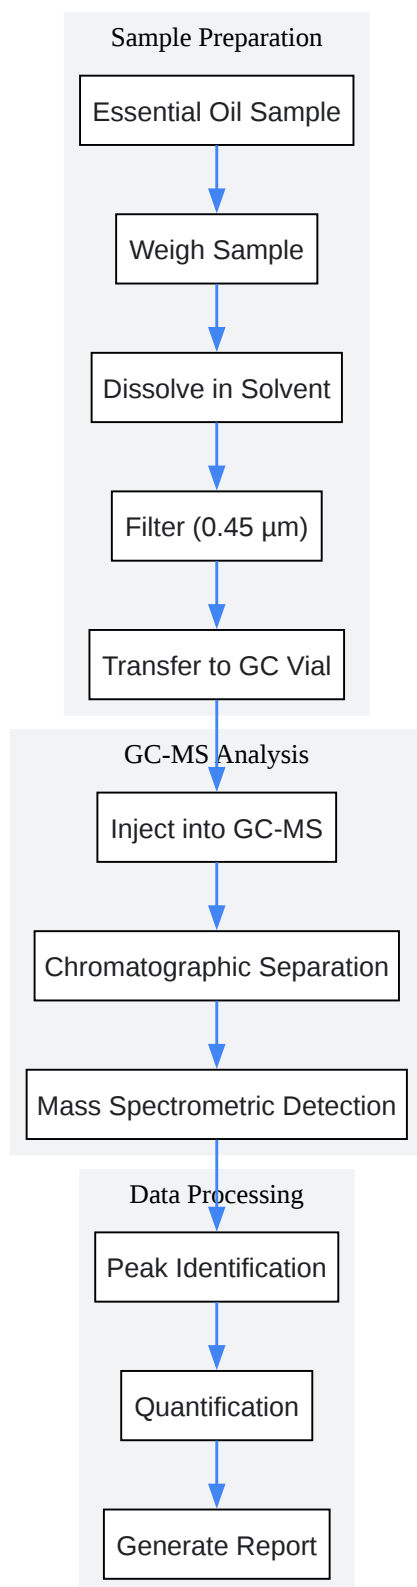 Sample Preparation
Essential Oil Sample
Weigh Sample
Dissolve in Solvent
Filter (0.45 µm)
Transfer to GC Vial
GC-MS Analysis
Inject into GC-MS
Chromatographic Separation
Mass Spectrometric Detection
Data Processing
Peak Identification
Quantification
Generate Report